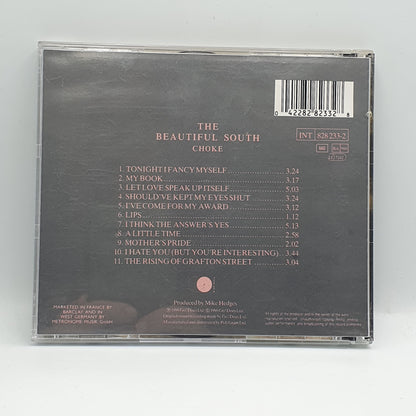 0 42282 82332 8
THE
BEAUTIFUL SOUTH
CHOKE
INT 828 233-2
1. TONIGHT I FANCY MYSELF 3.24
2. MY BOOK 3.17
3. LET LOVE SPEAK UP ITSELF 5.03
4. SHOULD'VE KEPT MY EYES SHUT 3.24
5. I'VE COME FOR MY AWARD 3.12
6. LIPS 1.12
7. I THINK THE ANSWER'S YES 5.13
8. A LITTLE TIME 2.58
9. MOTHER'S PRIDE 2.02
10. I HATE YOU (BUT YOU'RE INTERESTING) 3.44
11. THE RISING OF GRAFTON STREET 3.04
Produced by Mike Hedges
MARKETED IN FRANCE BY
BARCLAY AND IN
WEST GERMANY BY
METRONOME MUSIK GMBH